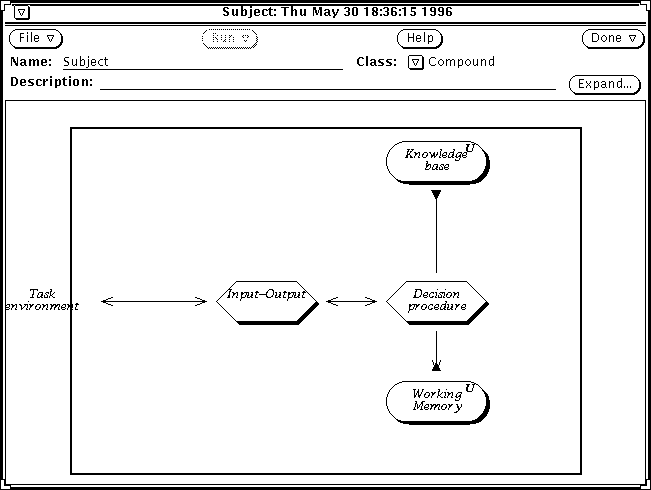 Subject: Thu May 30 18:36:15 1996
File Run Help Done
Name: Subject Class: Compound
Description: Expand...
U
Knowledge
base
Task
environment
Input-Output
Decision
procedure
U
Working
Memory